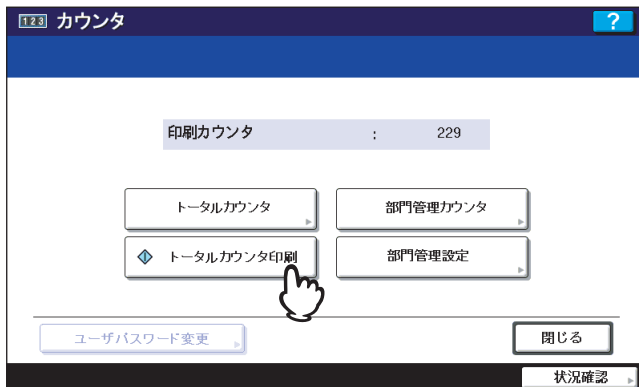 123 カウンタ ?
印刷カウンタ : 229
トータルカウンタ 部門管理カウンタ
トータルカウンタ印刷 部門管理設定
ユーザパスワード変更 閉じる
状況確認